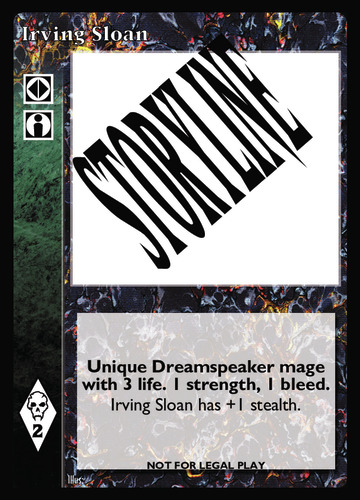 Irving Sloan
STORYLINE
Unique Dreamspeaker mage
with 3 life. 1 strength, 1 bleed.
Irving Sloan has +1 stealth.
2
NOT FOR LEGAL PLAY
Illus: